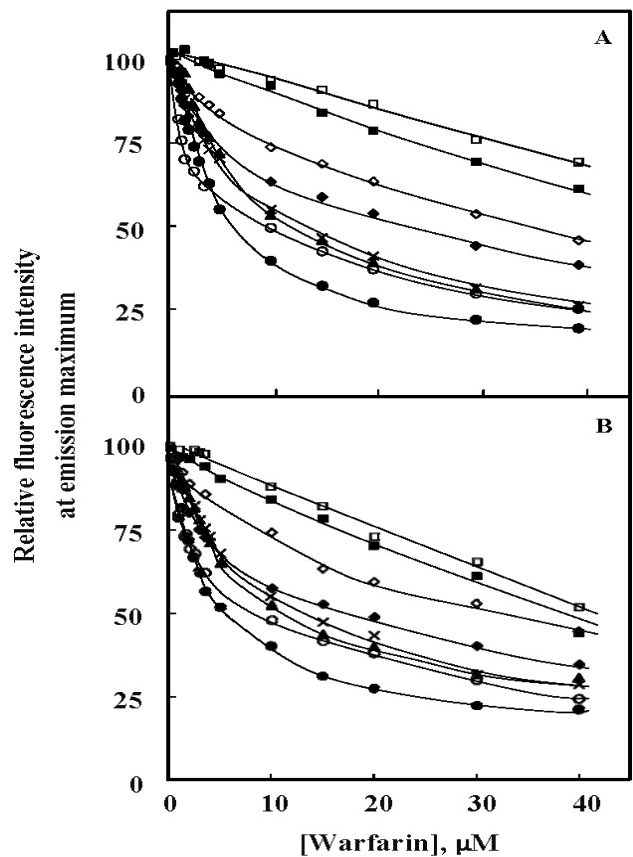 A
100
75
50
25
0
B
100
75
50
25
0
0 10 20 30 40
[Warfarin], μM
Relative fluorescence intensity
at emission maximum